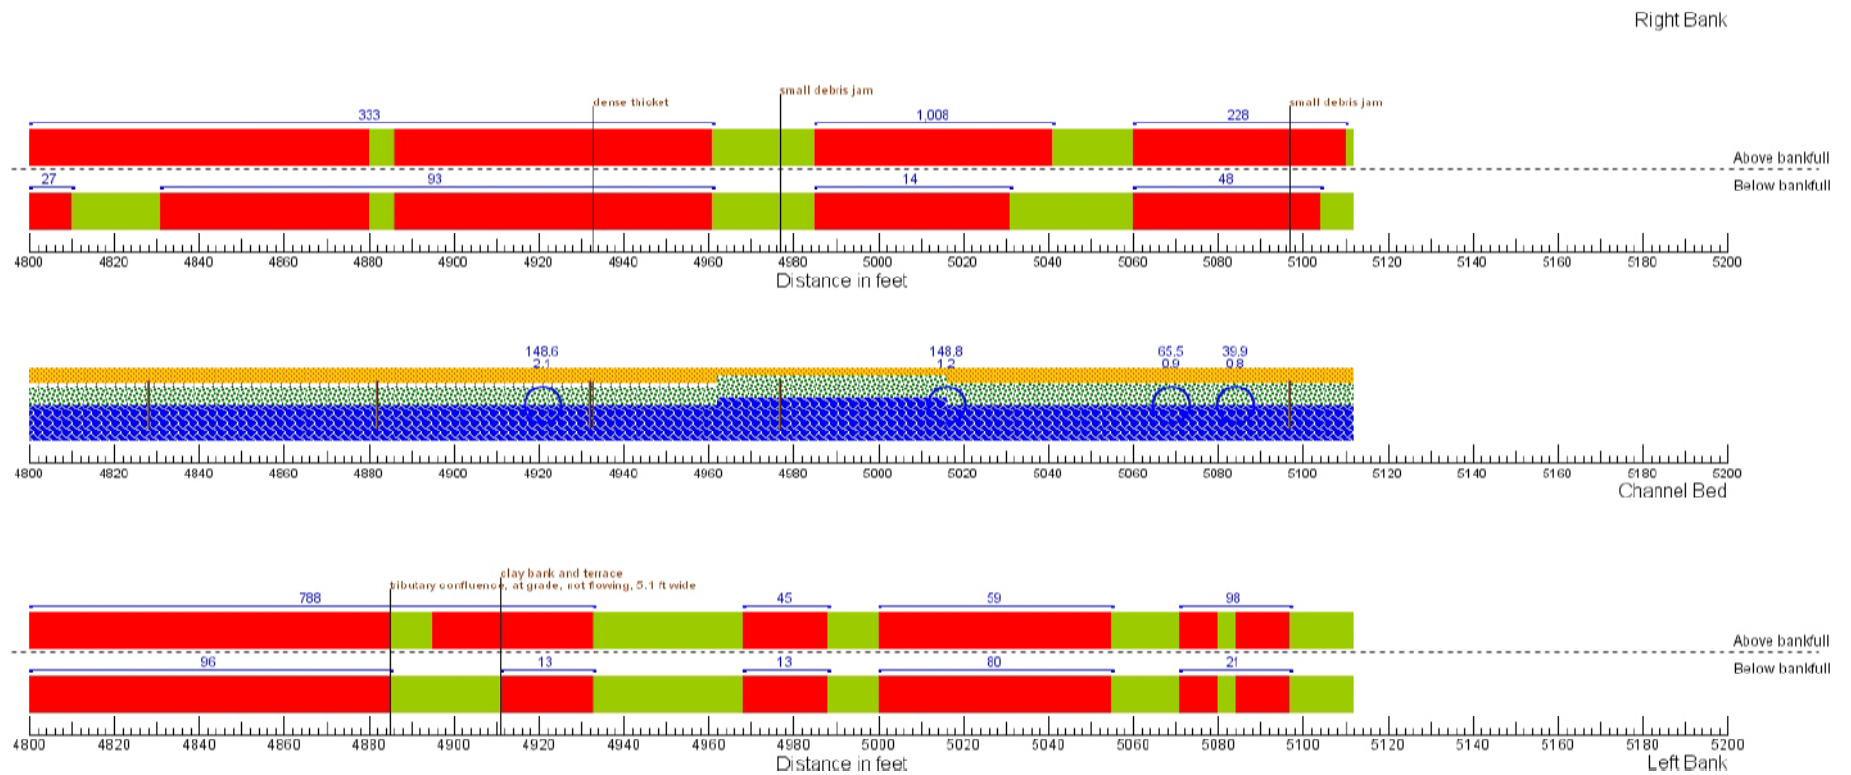 Right Bank
small debris jam
dense thicket
small debris jam
333
1,008
228
Above bankfull
27
93
14
48
Below bankfull
4800 4820 4840 4860 4880 4900 4920 4940 4960 4980 5000 5020 5040 5060 5080 5100 5120 5140 5160 5180 5200
Distance in feet
148.6
2.1
148.8
1.2
65.5
0.9
39.9
0.8
4800 4820 4840 4860 4880 4900 4920 4940 4960 4980 5000 5020 5040 5060 5080 5100 5120 5140 5160 5180 5200
Channel Bed
clay bank and terrace
tributary confluence, at grade, not flowing, 5.1 ft wide
788
45
59
98
Above bankfull
96
13
13
80
21
Below bankfull
4800 4820 4840 4860 4880 4900 4920 4940 4960 4980 5000 5020 5040 5060 5080 5100 5120 5140 5160 5180 5200
Distance in feet
Left Bank